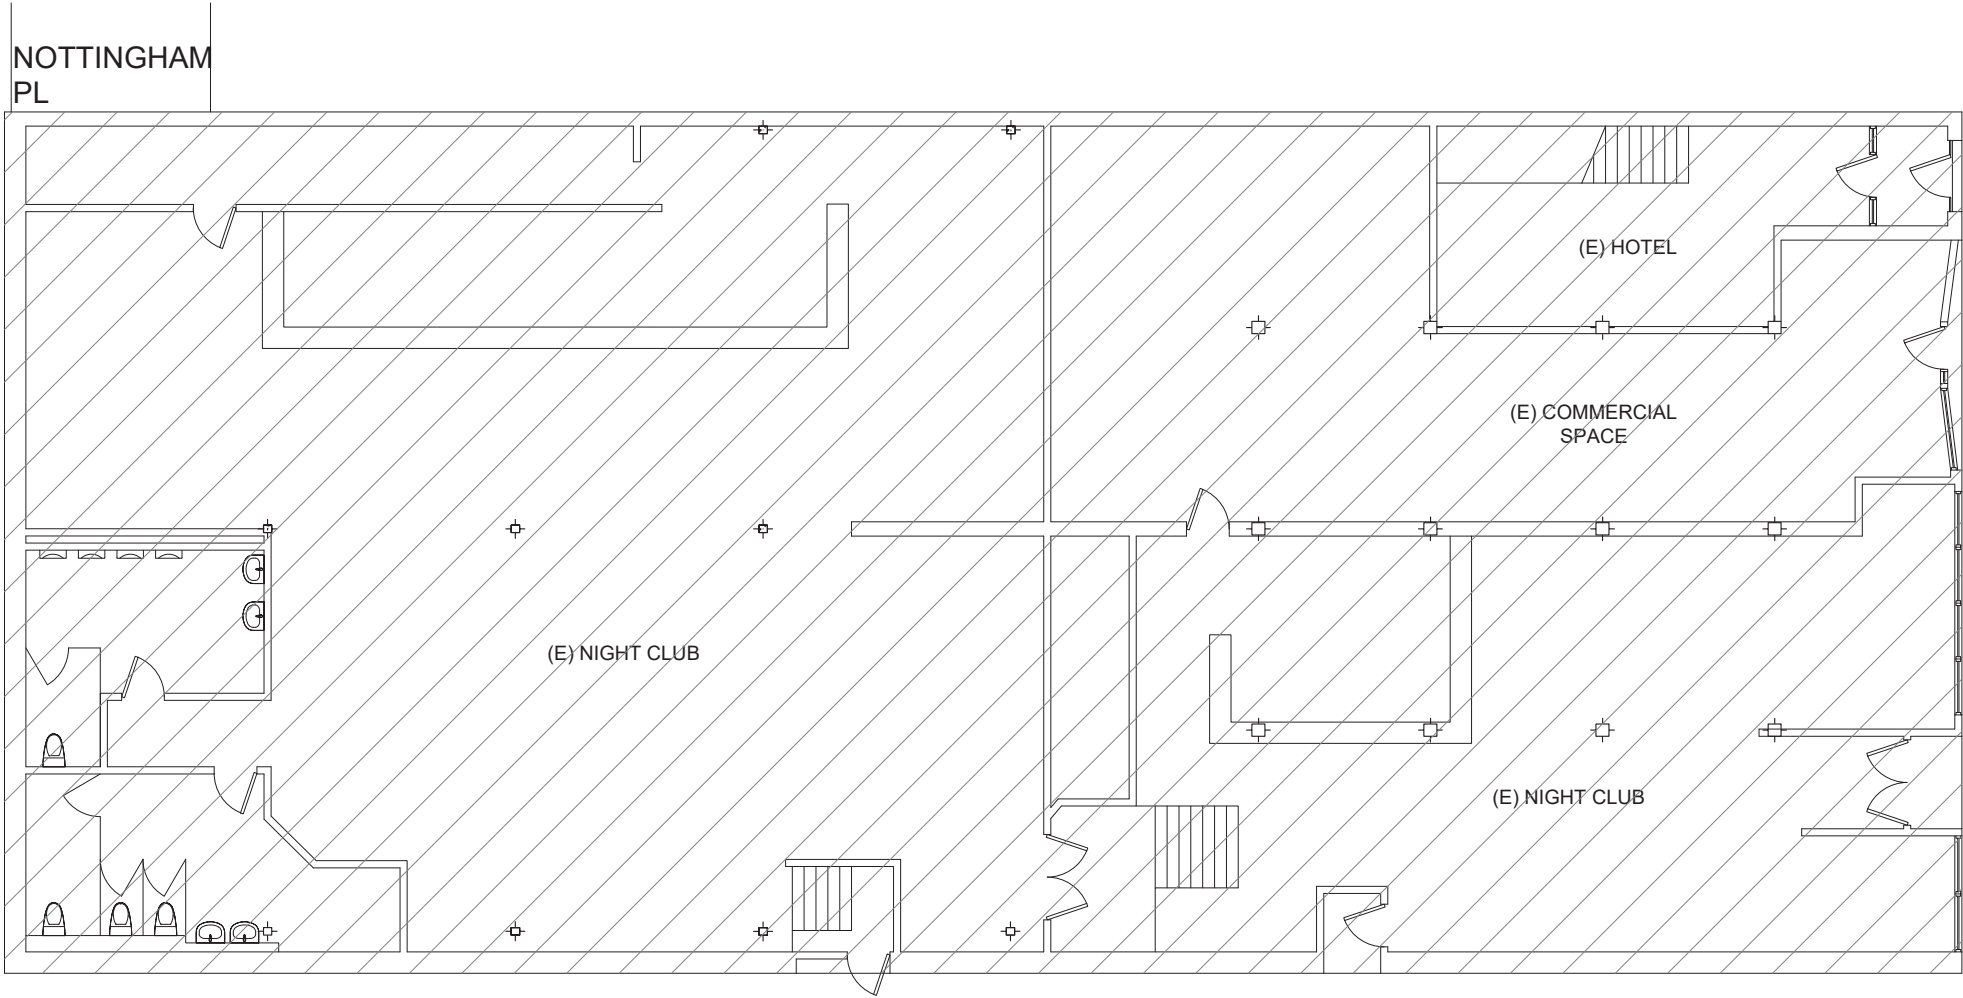 NOTTINGHAM
PL
(E) HOTEL
(E) COMMERCIAL
SPACE
(E) NIGHT CLUB
(E) NIGHT CLUB